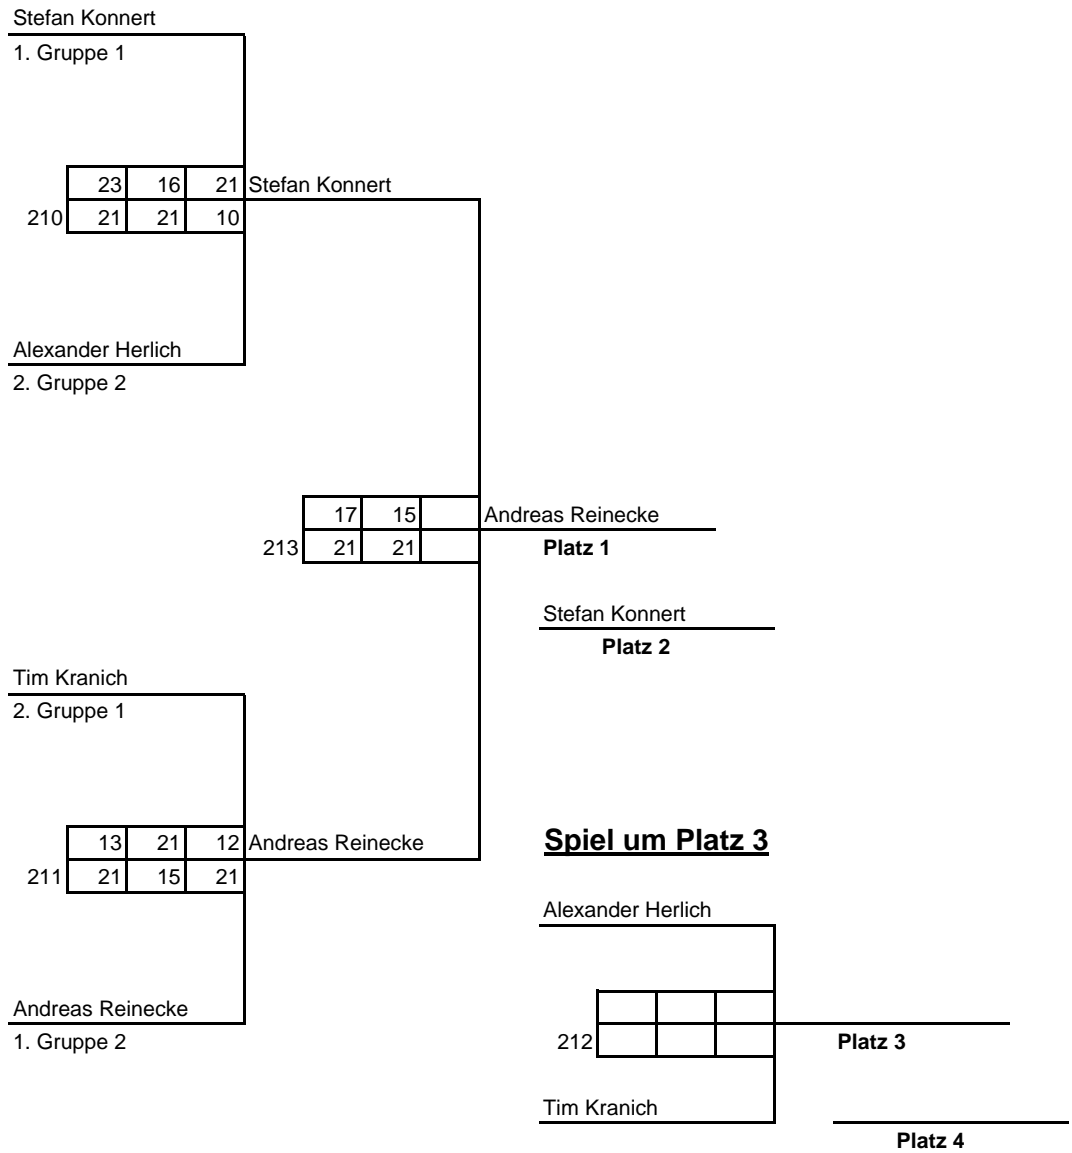 Stefan Konnert
1. Gruppe 1
23 16 21 Stefan Konnert
210 21 21 10
Alexander Herlich
2. Gruppe 2
17 15 Andreas Reinecke
213 21 21 Platz 1
Stefan Konnert
Platz 2
Tim Kranich
2. Gruppe 1
13 21 12 Andreas Reinecke
211 21 15 21
Andreas Reinecke
1. Gruppe 2
Spiel um Platz 3
Alexander Herlich
212 Platz 3
Tim Kranich
Platz 4